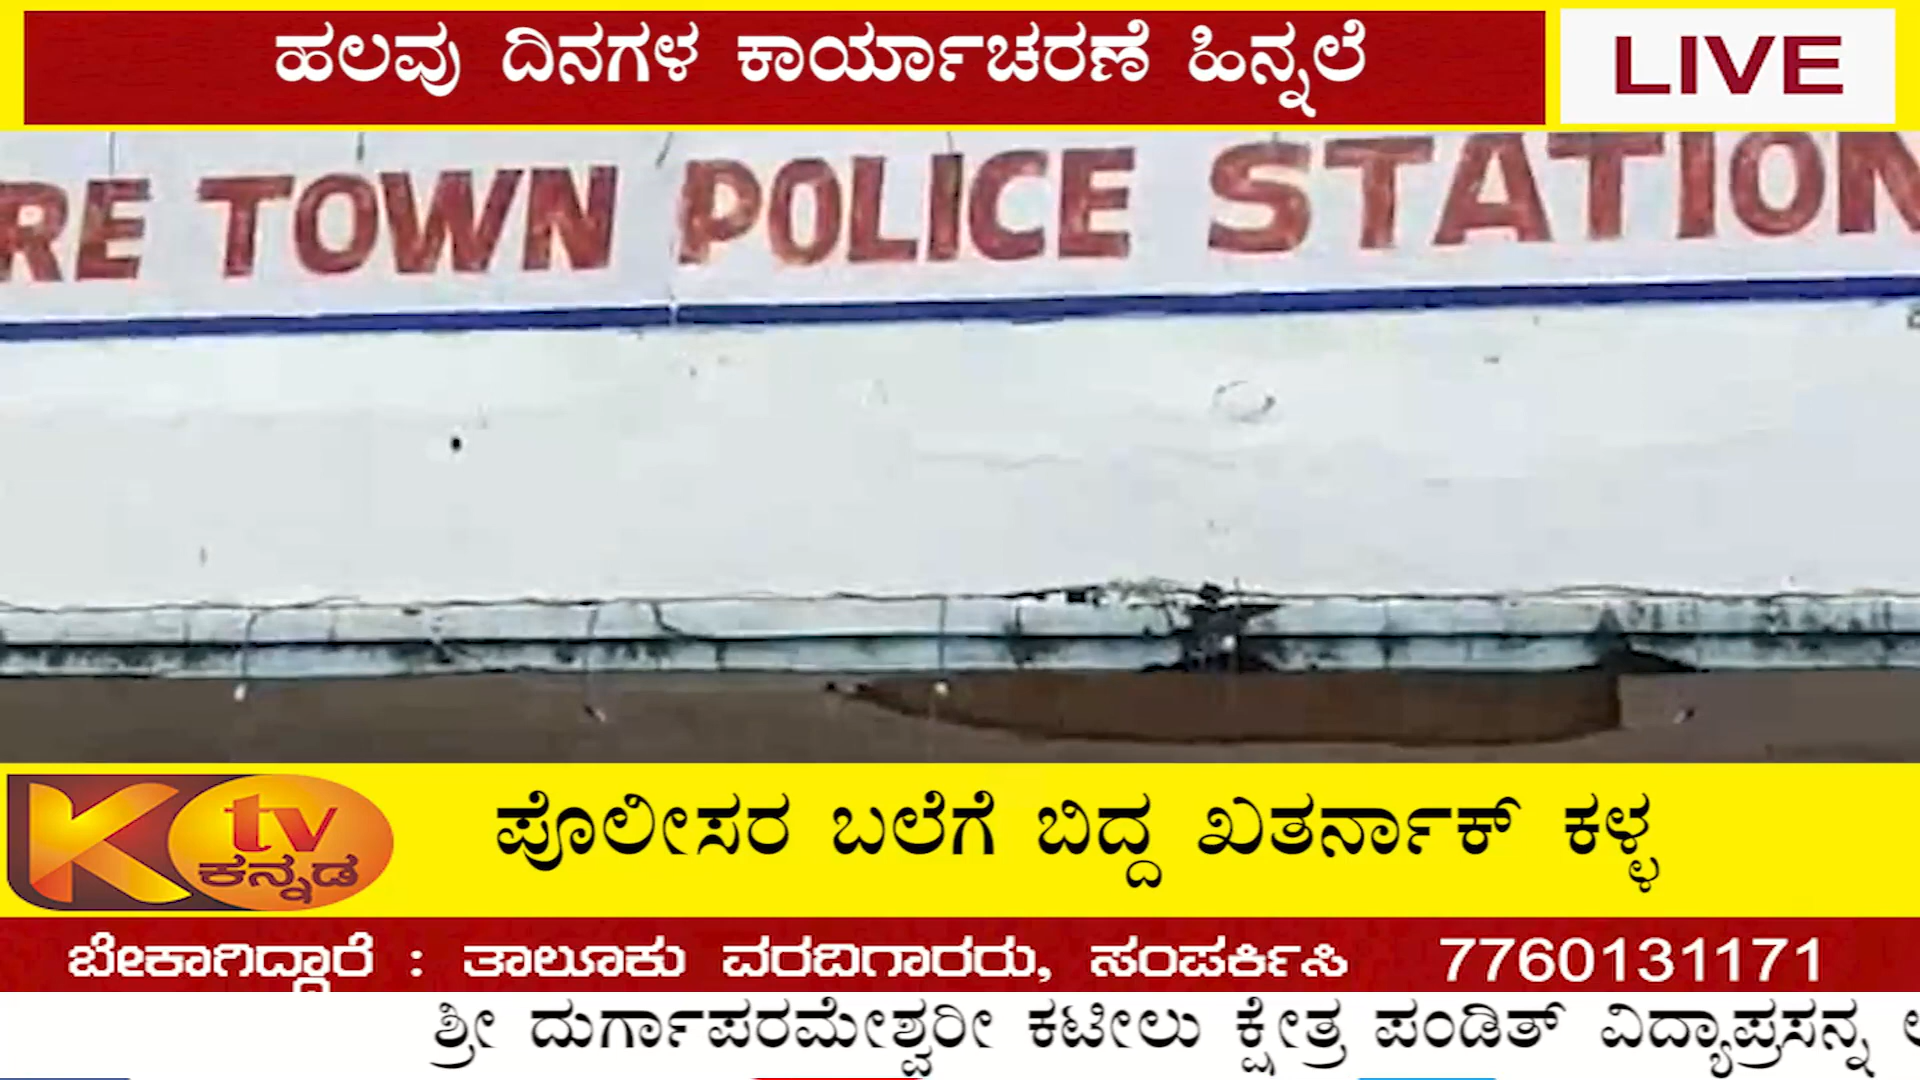 ಹಲವು ದಿನಗಳ ಕಾರ್ಯಾಚರಣೆ ಹಿನ್ನಲೆ
LIVE
RE TOWN POLICE STATION
K tv ಕನ್ನಡ
ಪೊಲೀಸರ ಬಲೆಗೆ ಬಿದ್ದ ಖತರ್ನಾಕ್ ಕಳ್ಳ
ಬೇಕಾಗಿದ್ದಾರೆ : ತಾಲೂಕು ವರದಿಗಾರರು, ಸಂಪರ್ಕಿಸಿ 7760131171
ಶ್ರೀ ದುರ್ಗಾಪರಮೇಶ್ವರೀ ಕಟೀಲು ಕ್ಷೇತ್ರ ಪಂಡಿತ್ ವಿದ್ಯಾಪ್ರಸನ್ನ